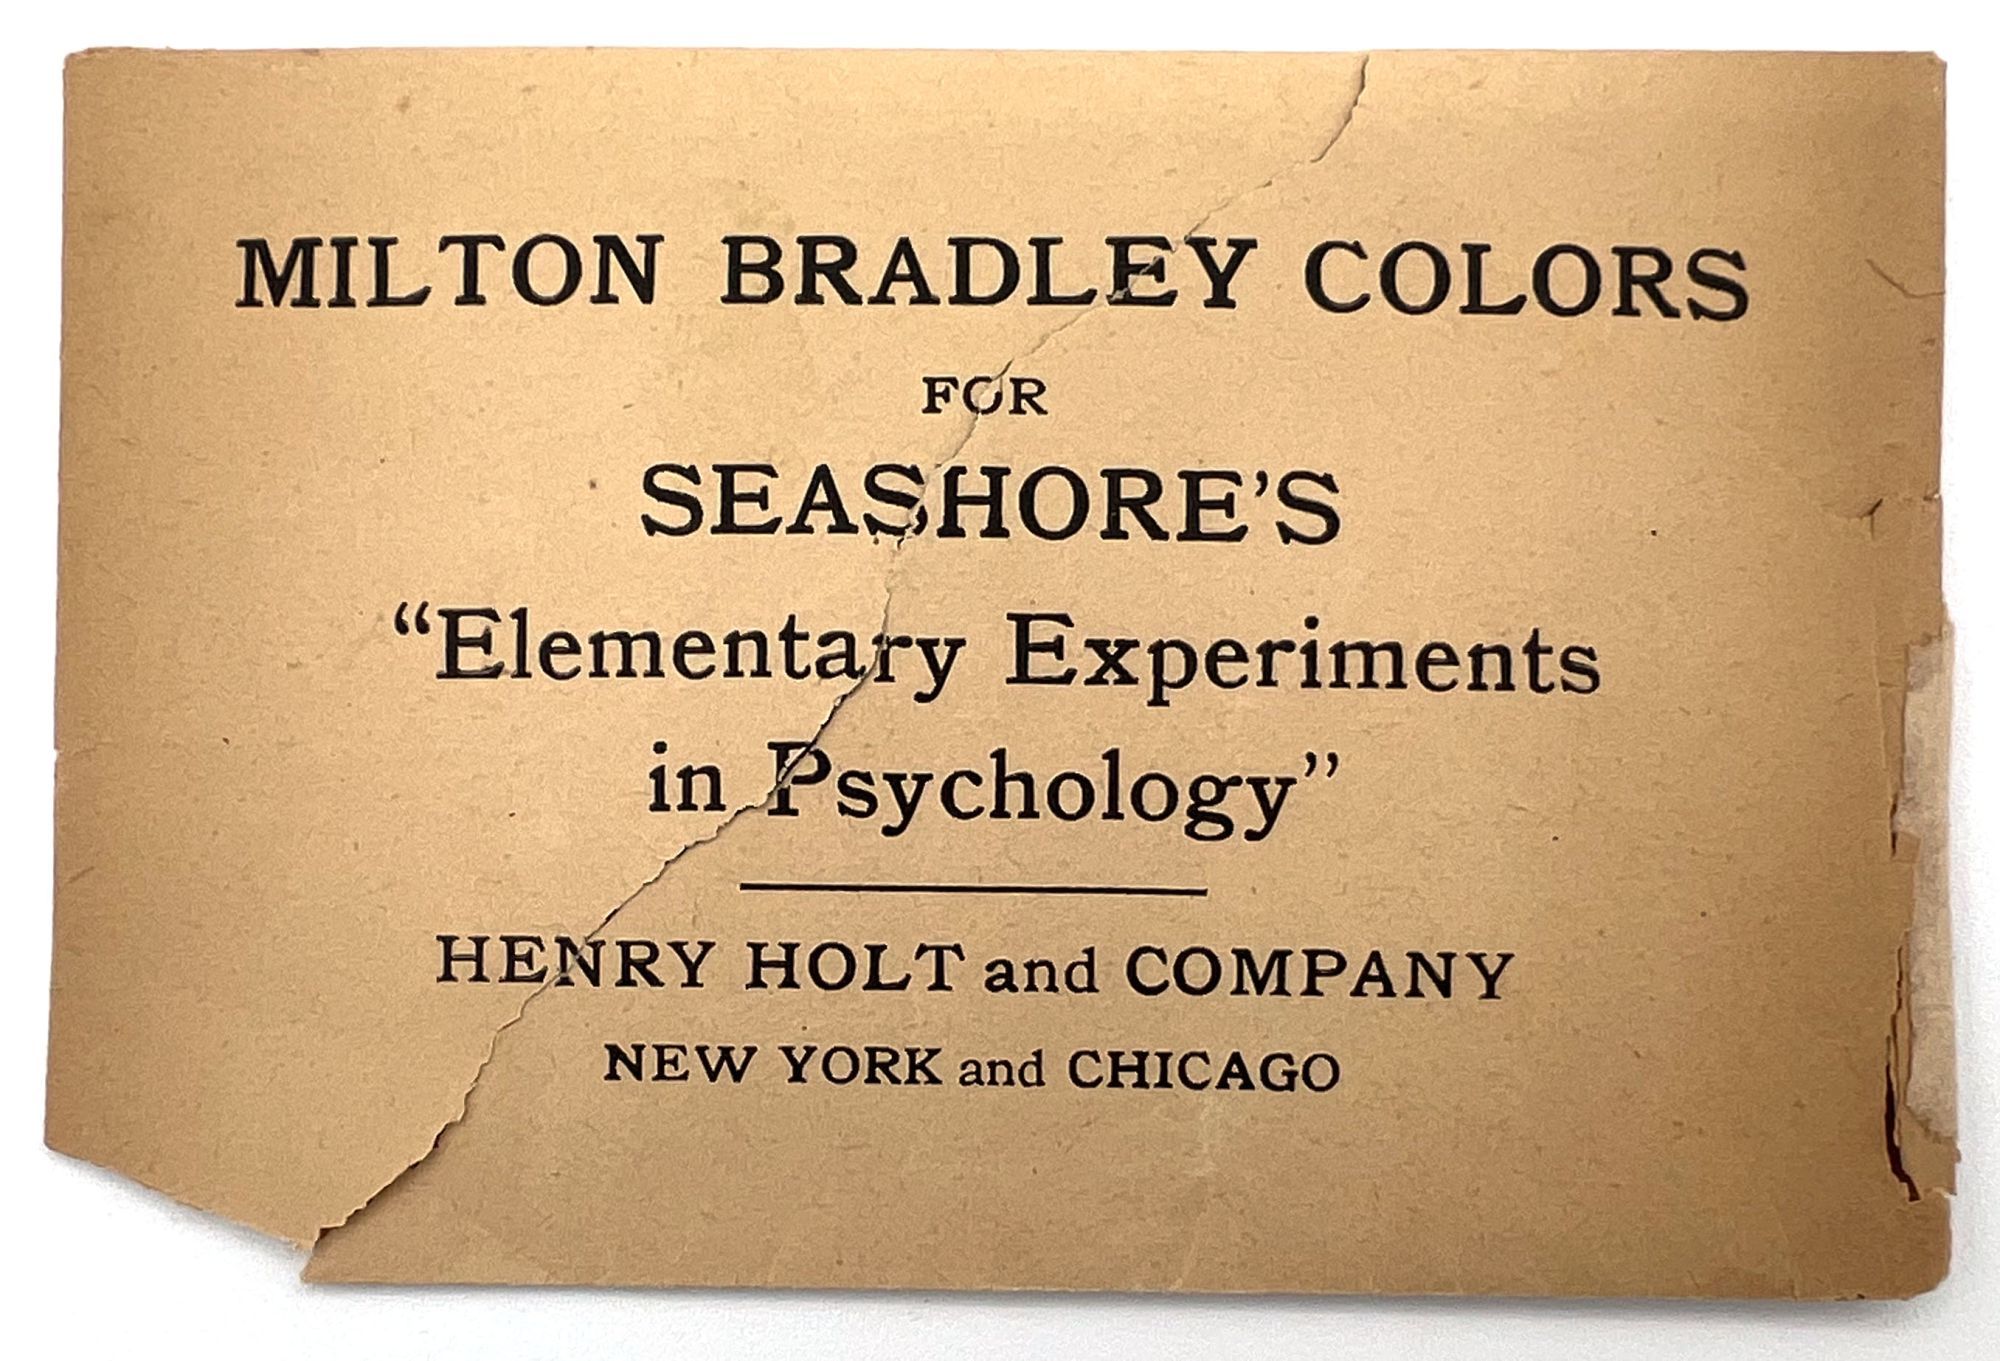 MILTON BRADLEY COLORS
FOR
SEASHORE'S
“Elementary Experiments
in Psychology”
HENRY HOLT and COMPANY
NEW YORK and CHICAGO